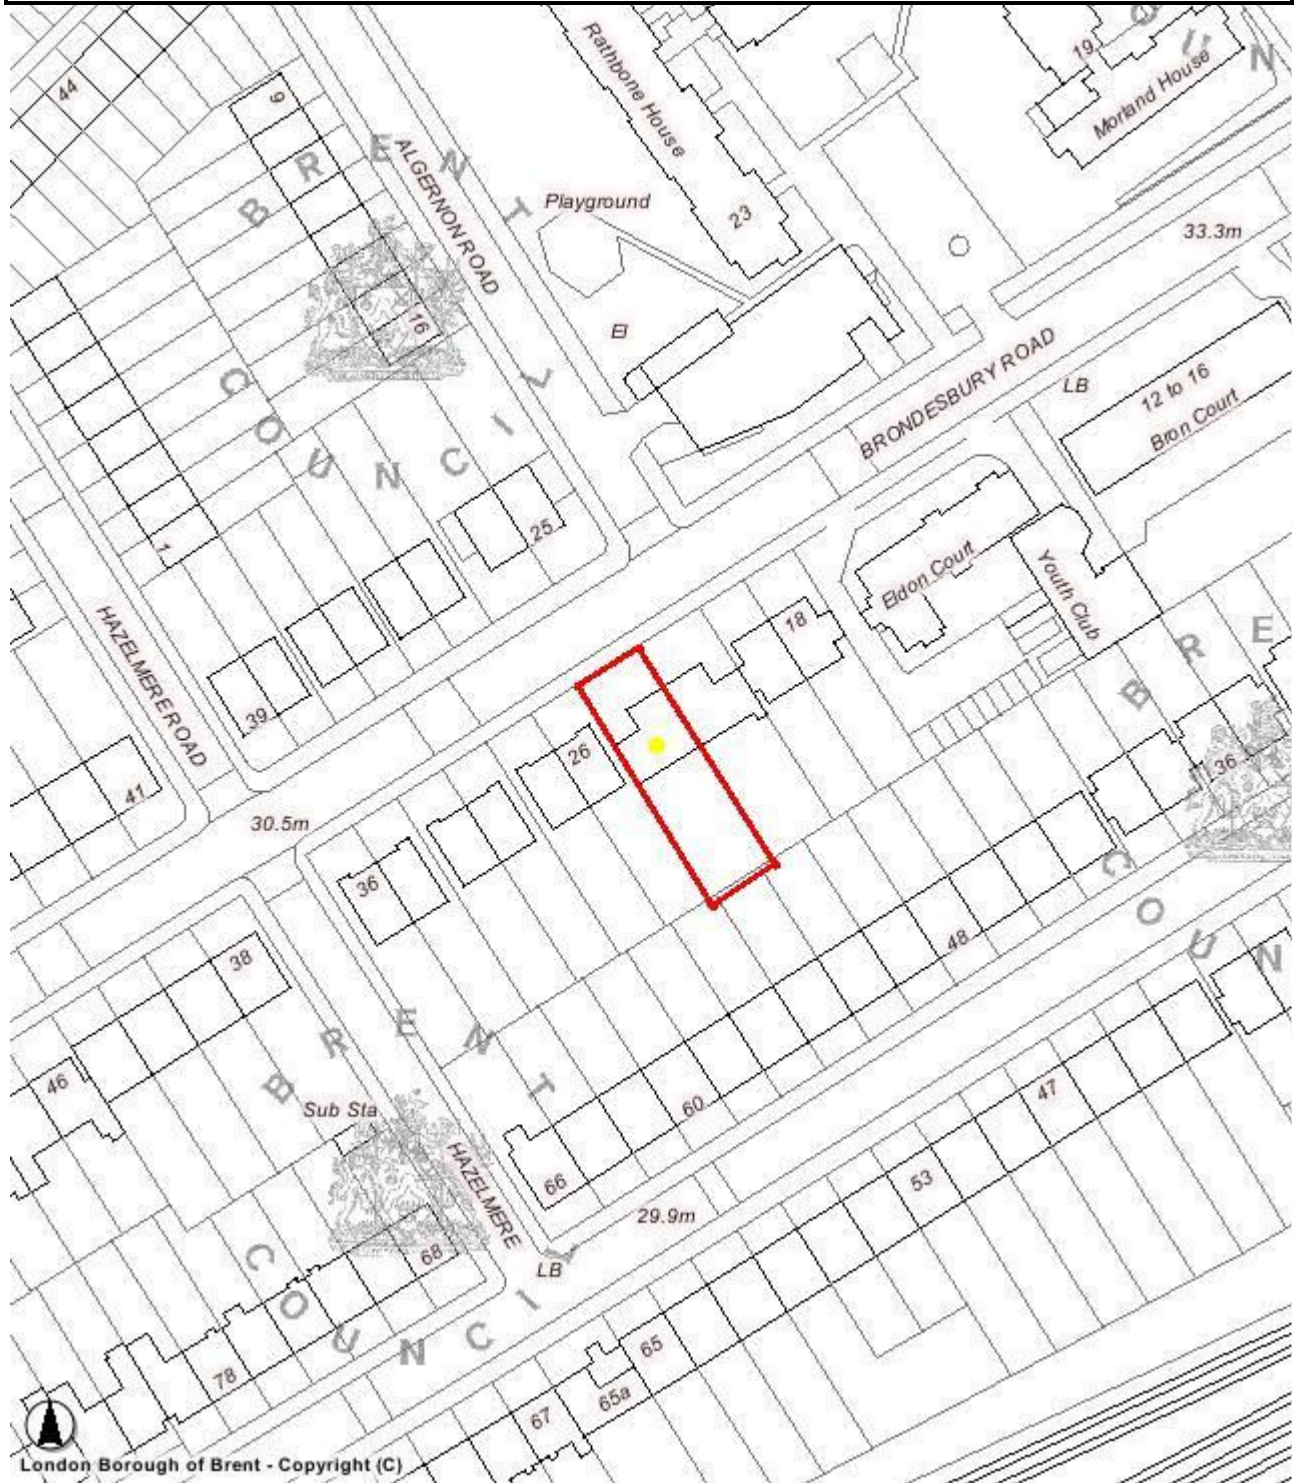 44
9
ALGERNON ROAD
16
Rathbone House
23
Playground
El
19
Morland House
33.3m
BRONDESBURY ROAD
LB
12 to 16
Bron Court
1
25
HAZELMERE ROAD
39
41
30.5m
Eldon Court
Youth Club
18
26
36
36
38
46
48
Sub Sta
60
47
HAZELMERE
66
53
29.9m
68
LB
65
78
65a
67
BRENT
COUNCIL
BRE
COUN
BRENT
COUNCIL
OUN
London Borough of Brent - Copyright (C)